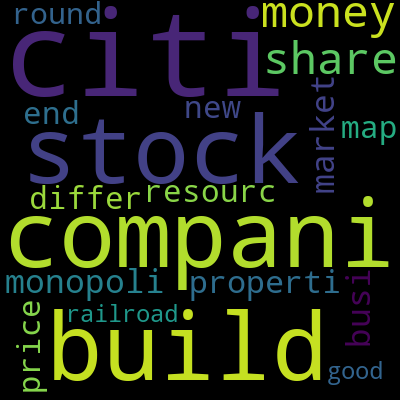 round
money
citi
share
end
new
market
map
stock
differ
resourc
compani
monopoli
properti
busi
railroad
price
build
good